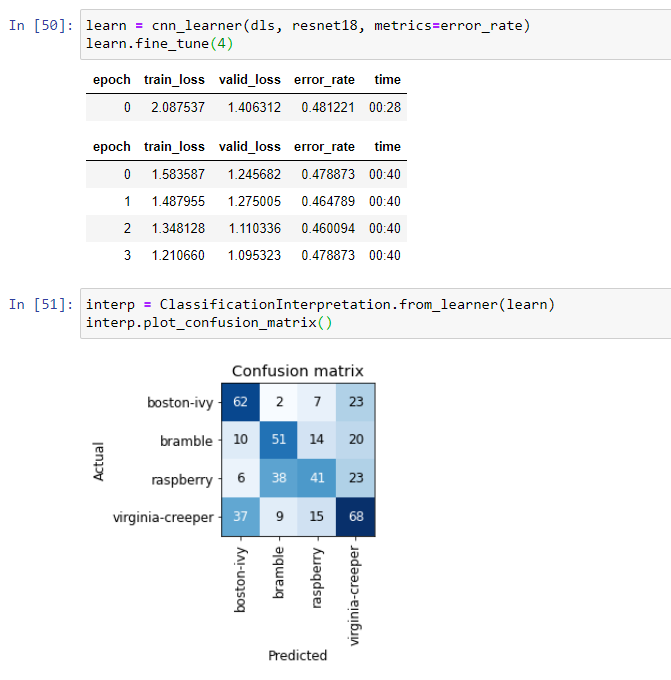 In [50]: learn = cnn_learner(dls, resnet18, metrics=error_rate)
learn.fine_tune(4)
epoch train_loss valid_loss error_rate time
0 2.087537 1.406312 0.481221 00:28
epoch train_loss valid_loss error_rate time
0 1.583587 1.245682 0.478873 00:40
1 1.487955 1.275005 0.464789 00:40
2 1.348128 1.110336 0.460094 00:40
3 1.210660 1.095323 0.478873 00:40
In [51]: interp = ClassificationInterpretation.from_learner(learn)
interp.plot_confusion_matrix()
Confusion matrix
Actual
boston-ivy 62 2 7 23
bramble 10 51 14 20
raspberry 6 38 41 23
virginia-creeper 37 9 15 68
boston-ivy
bramble
raspberry
virginia-creeper
Predicted